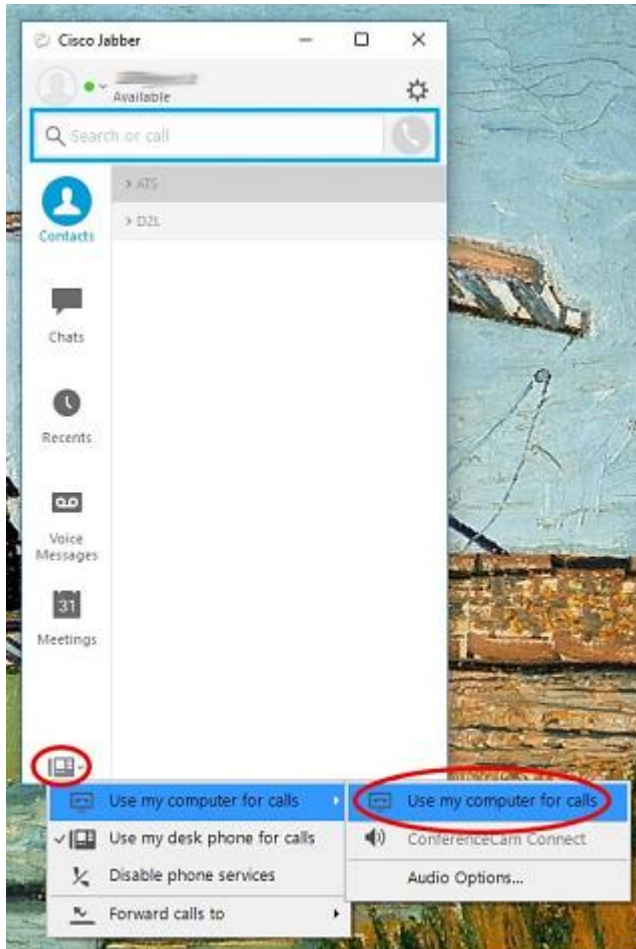 Cisco Jabber
Available
Search or call
> ATS
> D2L
Contacts
Chats
Recents
Voice
Messages
31
Meetings
Use my computer for calls
Use my desk phone for calls
Disable phone services
Forward calls to
Use my computer for calls
ConferenceCam Connect
Audio Options...